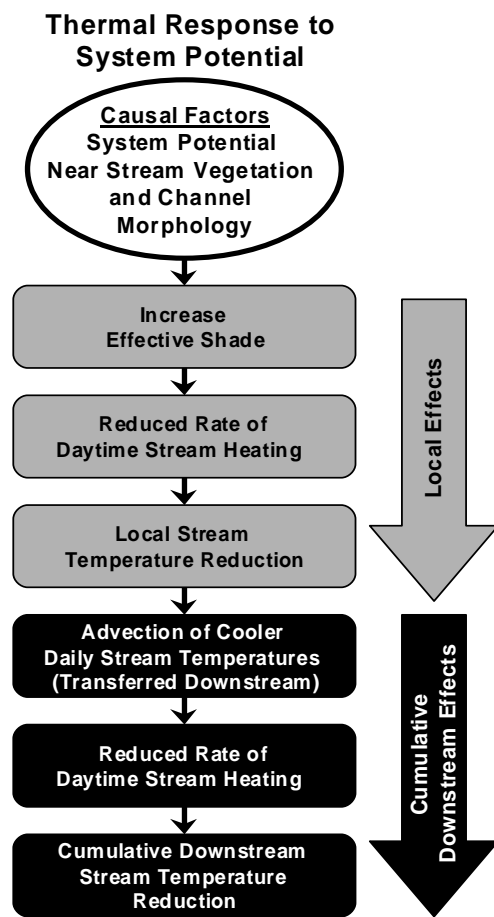 Thermal Response to
System Potential
Causal Factors
System Potential
Near Stream Vegetation
and Channel
Morphology
Increase
Effective Shade
Reduced Rate of
Daytime Stream Heating
Local Stream
Temperature Reduction
Local Effects
Advection of Cooler
Daily Stream Temperatures
(Transferred Downstream)
Reduced Rate of
Daytime Stream Heating
Cumulative Downstream
Stream Temperature
Reduction
Cumulative
Downstream Effects